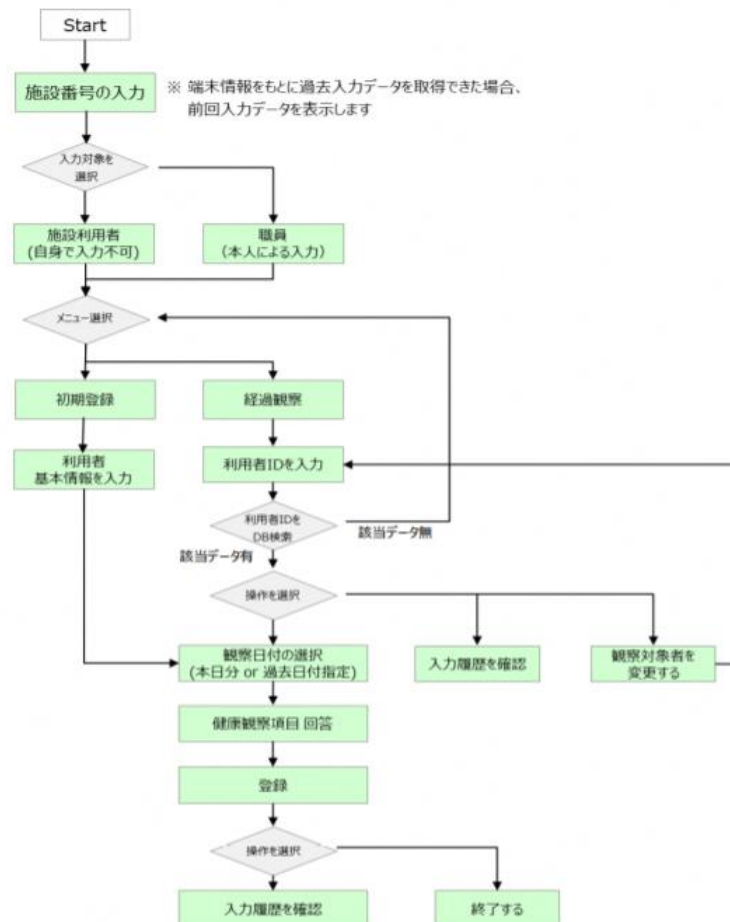 Start
施設番号の入力
※ 端末情報をもとに過去入力データを取得できた場合、
前回入力データを表示します
入力対象を
選択
施設利用者
(自身で入力不可)
職員
（本人による入力）
メニュー選択
初期登録
経過観察
利用者
基本情報を入力
利用者IDを入力
利用者IDを
DB検索
該当データ無
該当データ有
操作を選択
観察日付の選択
(本日分 or 過去日付指定)
入力履歴を確認
観察対象者を
変更する
健康観察項目 回答
登録
操作を選択
入力履歴を確認
終了する